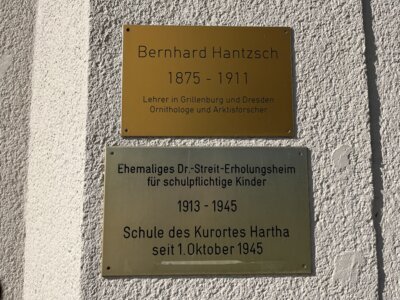 Bernhard Hantzsch
1875 - 1911
Lehrer in Grillenburg und Dresden
Ornithologe und Arktisforscher
Ehemaliges Dr.-Streit-Erholungsheim
für schulpflichtige Kinder
1913 - 1945
Schule des Kurortes Hartha
seit 1. Oktober 1945